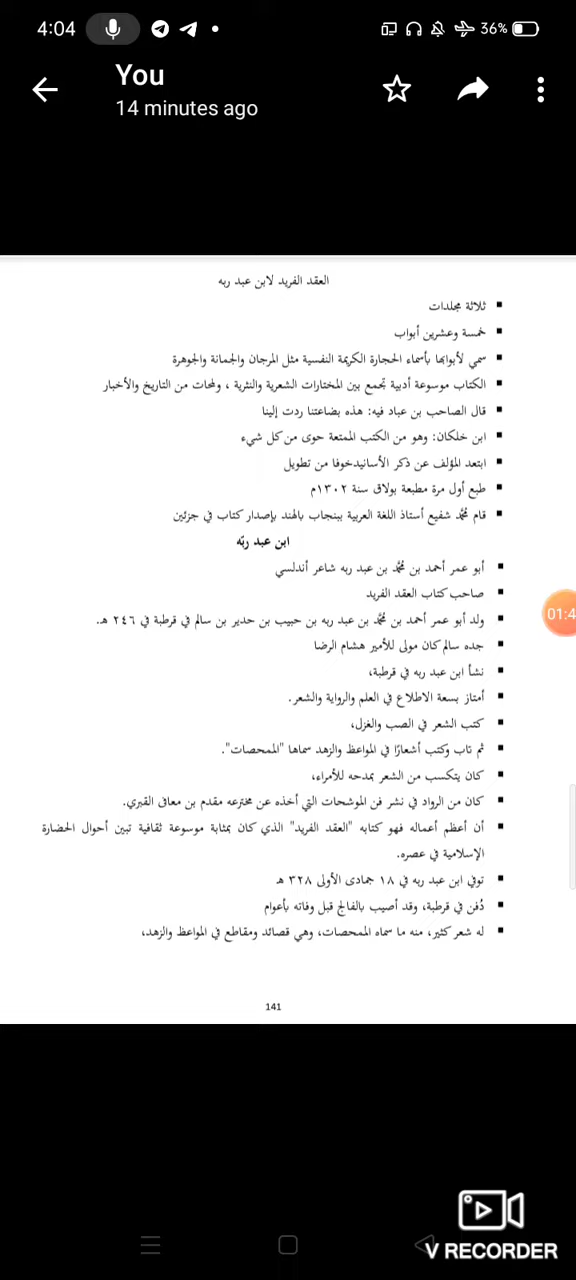 4:04
36%
You
14 minutes ago
العقد الفريد لابن عبد ربه
ثلاثة مجلدات
خمسة وعشرين أبواب
سمي لأبوابها بأسماء الحجارة الكريمة النفسية مثل المرجان والجمانة والجوهرة
الكتاب موسوعة أدبية تجمع بين المختارات الشعرية والنثرية ، ولمحات من التاريخ والأخبار
قال الصاحب بن عباد فيه: هذه بضاعتنا ردت إلينا
ابن خلكان: وهو من الكتب الممتعة حوى من كل شيء
ابتعد المؤلف عن ذكر الأسانيدخوفا من تطويل
طبع أول مرة مطبعة بولاق سنة ١٣٠٢م
قام مُحَّد شفيع أستاذ اللغة العربية ببنجاب بالهند بإصدار كتاب في جزئين
ابن عبد ربّه
أبو عمر أحمد بن مُحَّد بن عبد ربه شاعر أندلسي
صاحب كتاب العقد الفريد
ولد أبو عمر أحمد بن مُحَّد بن عبد ربه بن حبيب بن حدير بن سالم في قرطبة في ٢٤٦ هـ.
جده سالم كان مولى للأمير هشام الرضا
نشأ ابن عبد ربه في قرطبة،
أمتاز بسعة الاطلاع في العلم والرواية والشعر.
كتب الشعر في الصب والغزل،
ثم تاب وكتب أشعارًا في المواعظ والزهد سماها "الممحصات".
كان يتكسب من الشعر بمدحه للأمراء،
كان من الرواد في نشر فن الموشحات التي أخذه عن مخترعه مقدم بن معافى القبري.
أن أعظم أعماله فهو كتابه "العقد الفريد" الذي كان بمثابة موسوعة ثقافية تبين أحوال الحضارة
الإسلامية في عصره.
توفي ابن عبد ربه في ١٨ جمادى الأولى ٣٢٨ هـ
دُفن في قرطبة، وقد أصيب بالفالج قبل وفاته بأعوام
له شعر كثير، منه ما سماه الممحصات، وهي قصائد ومقاطع في المواعظ والزهد،
141
V RECORDER